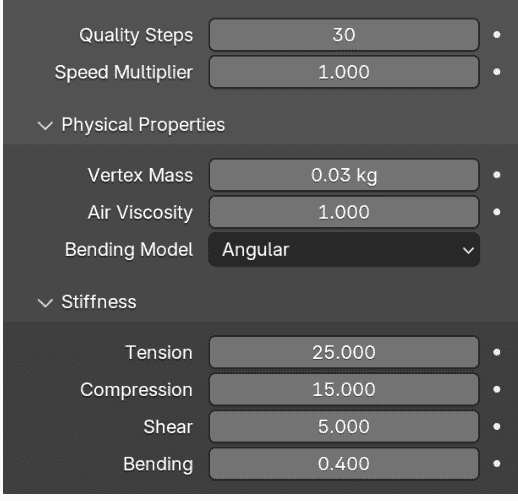 Quality Steps 30
Speed Multiplier 1.000
Physical Properties
Vertex Mass 0.03 kg
Air Viscosity 1.000
Bending Model Angular
Stiffness
Tension 25.000
Compression 15.000
Shear 5.000
Bending 0.400